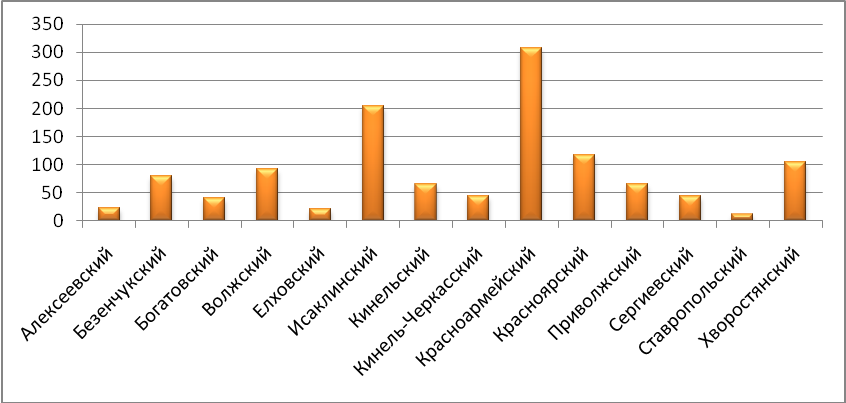 350
300
250
200
150
100
50
0
Алексеевский
Безенчукский
Богатовский
Волжский
Елховский
Исаклинский
Кинельский
Кинель-Черкасский
Красноармейский
Красноярский
Приволжский
Сергиевский
Ставропольский
Хворостянский